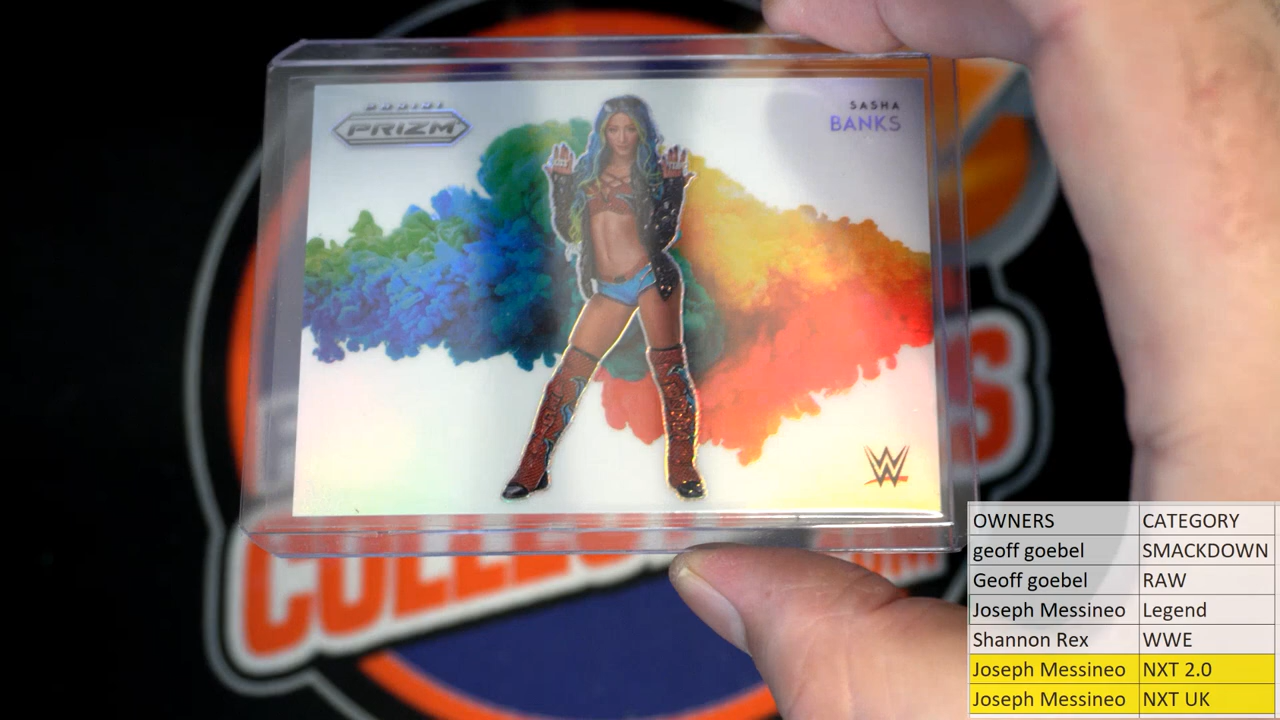 PANINI
PRIZM
SASHA
BANKS
W
OWNERS CATEGORY
geoff goebel SMACKDOWN
Geoff goebel RAW
Joseph Messineo Legend
Shannon Rex WWE
Joseph Messineo NXT 2.0
Joseph Messineo NXT UK